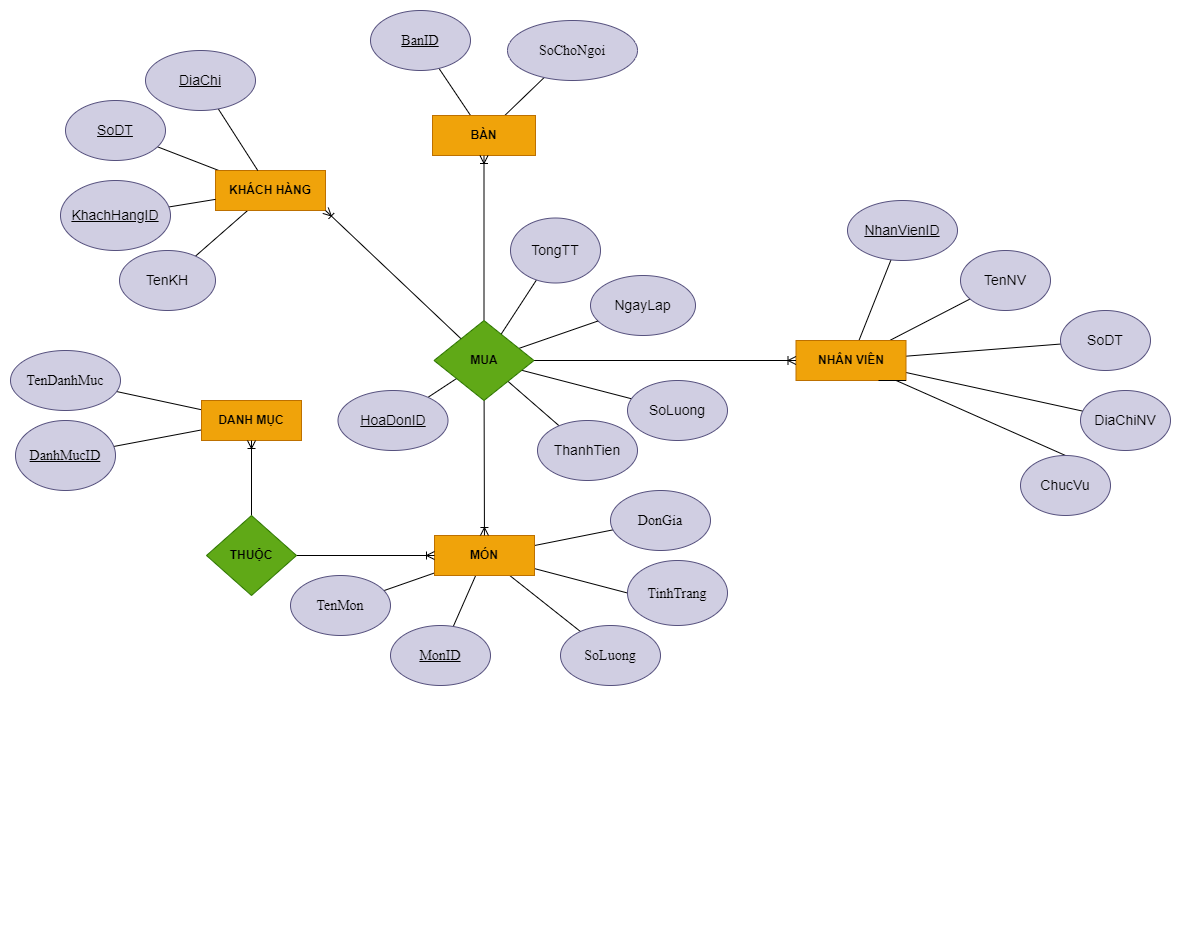 BanID
SoChoNgoi
DiaChi
SoDT
BÀN
KHÁCH HÀNG
KhachHangID
TenKH
TongTT
NgayLap
NhanVienID
TenNV
SoDT
NHÂN VIÊN
MUA
TenDanhMuc
DANH MỤC
DanhMucID
HoaDonID
SoLuong
ThanhTien
DiaChiNV
ChucVu
DonGia
THUỘC
MÓN
TenMon
TinhTrang
MonID
SoLuong